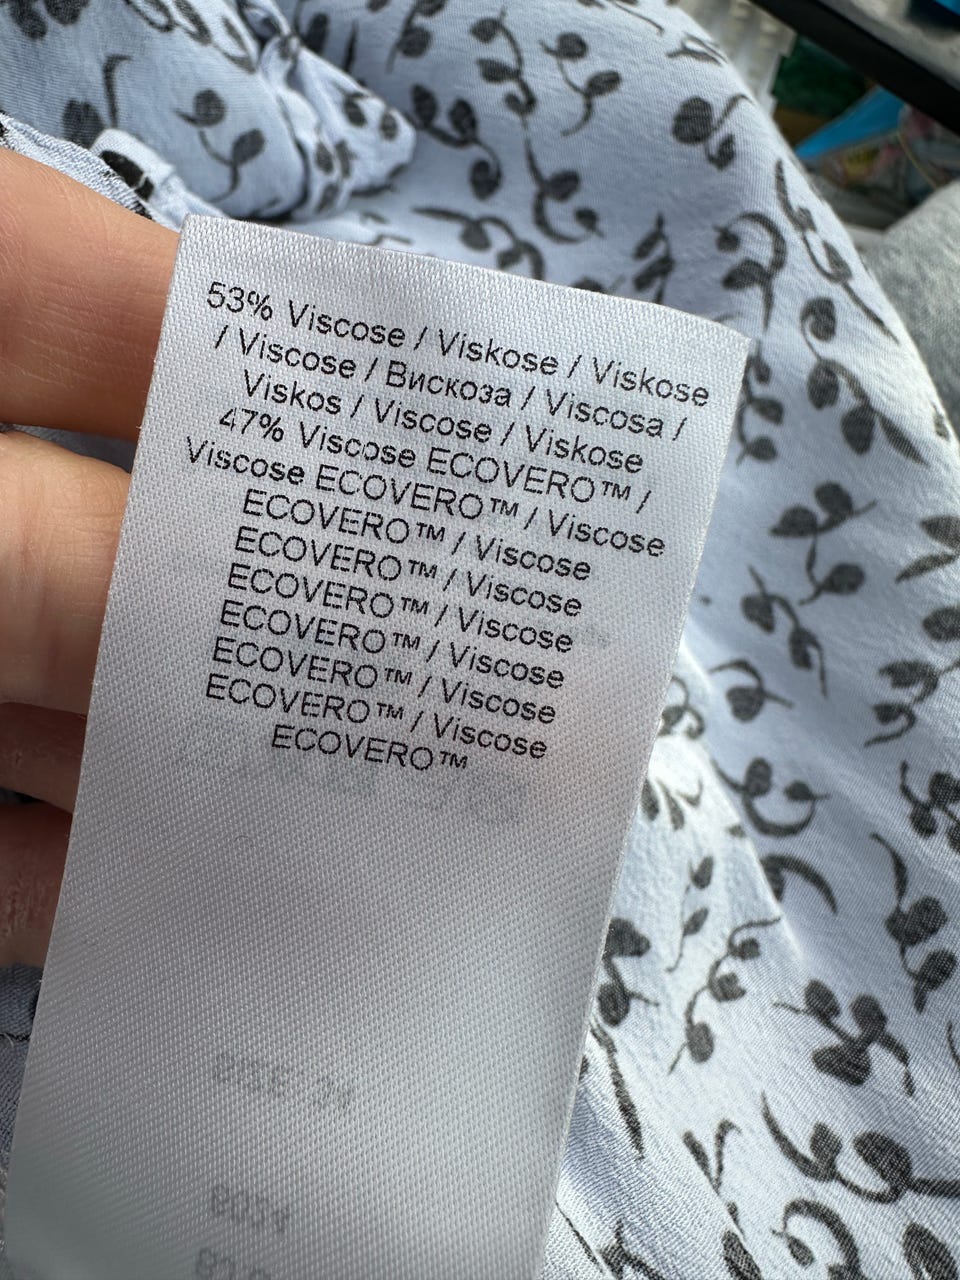 53% Viscose / Viskose / Viskose
/ Viscose / Вискоза / Viscosa /
Viskos / Viscose / Viskose
47% Viscose ECOVERO™ /
Viscose ECOVERO™ / Viscose
ECOVERO™ / Viscose
ECOVERO™ / Viscose
ECOVERO™ / Viscose
ECOVERO™ / Viscose
ECOVERO™ / Viscose
ECOVERO™ / Viscose
ECOVERO™